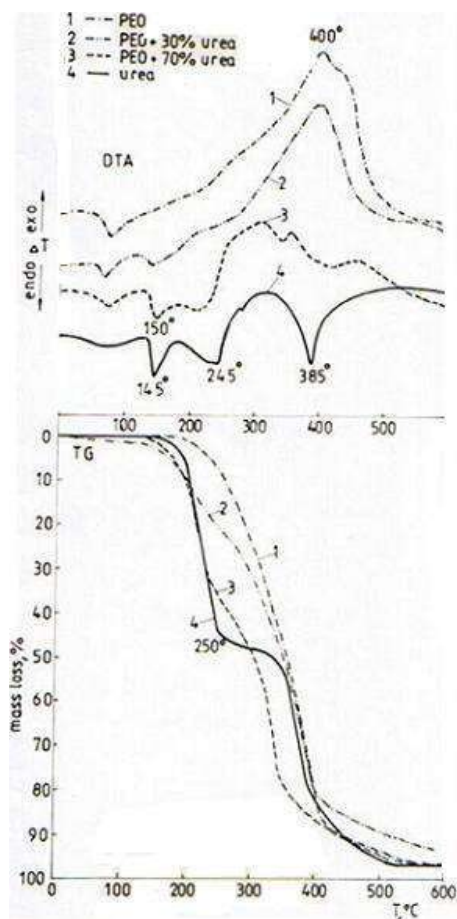 1 -·-·- PEO
2 -··-··- PEG + 30% urea
3 ----- PEO + 70% urea
4 — urea
400°
1
DTA
2
3
endo ΔT exo
4
150°
145° 245° 385°
0 100 200 300 400 500
0
TG
10
20
2
1
30
3
40
4
250°
50
mass loss, %
60
70
80
90
100
0 100 200 300 400 600
T °C